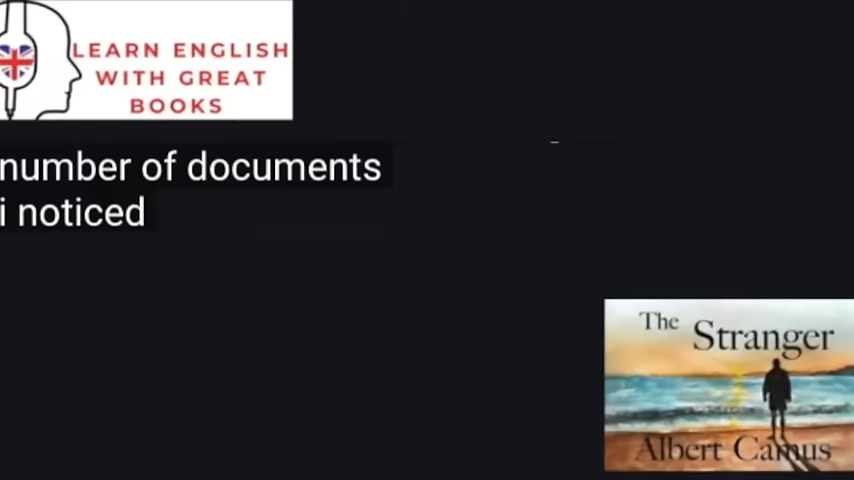 LEARN ENGLISH
WITH GREAT
BOOKS
number of documents
i noticed
The Stranger
Albert Camus